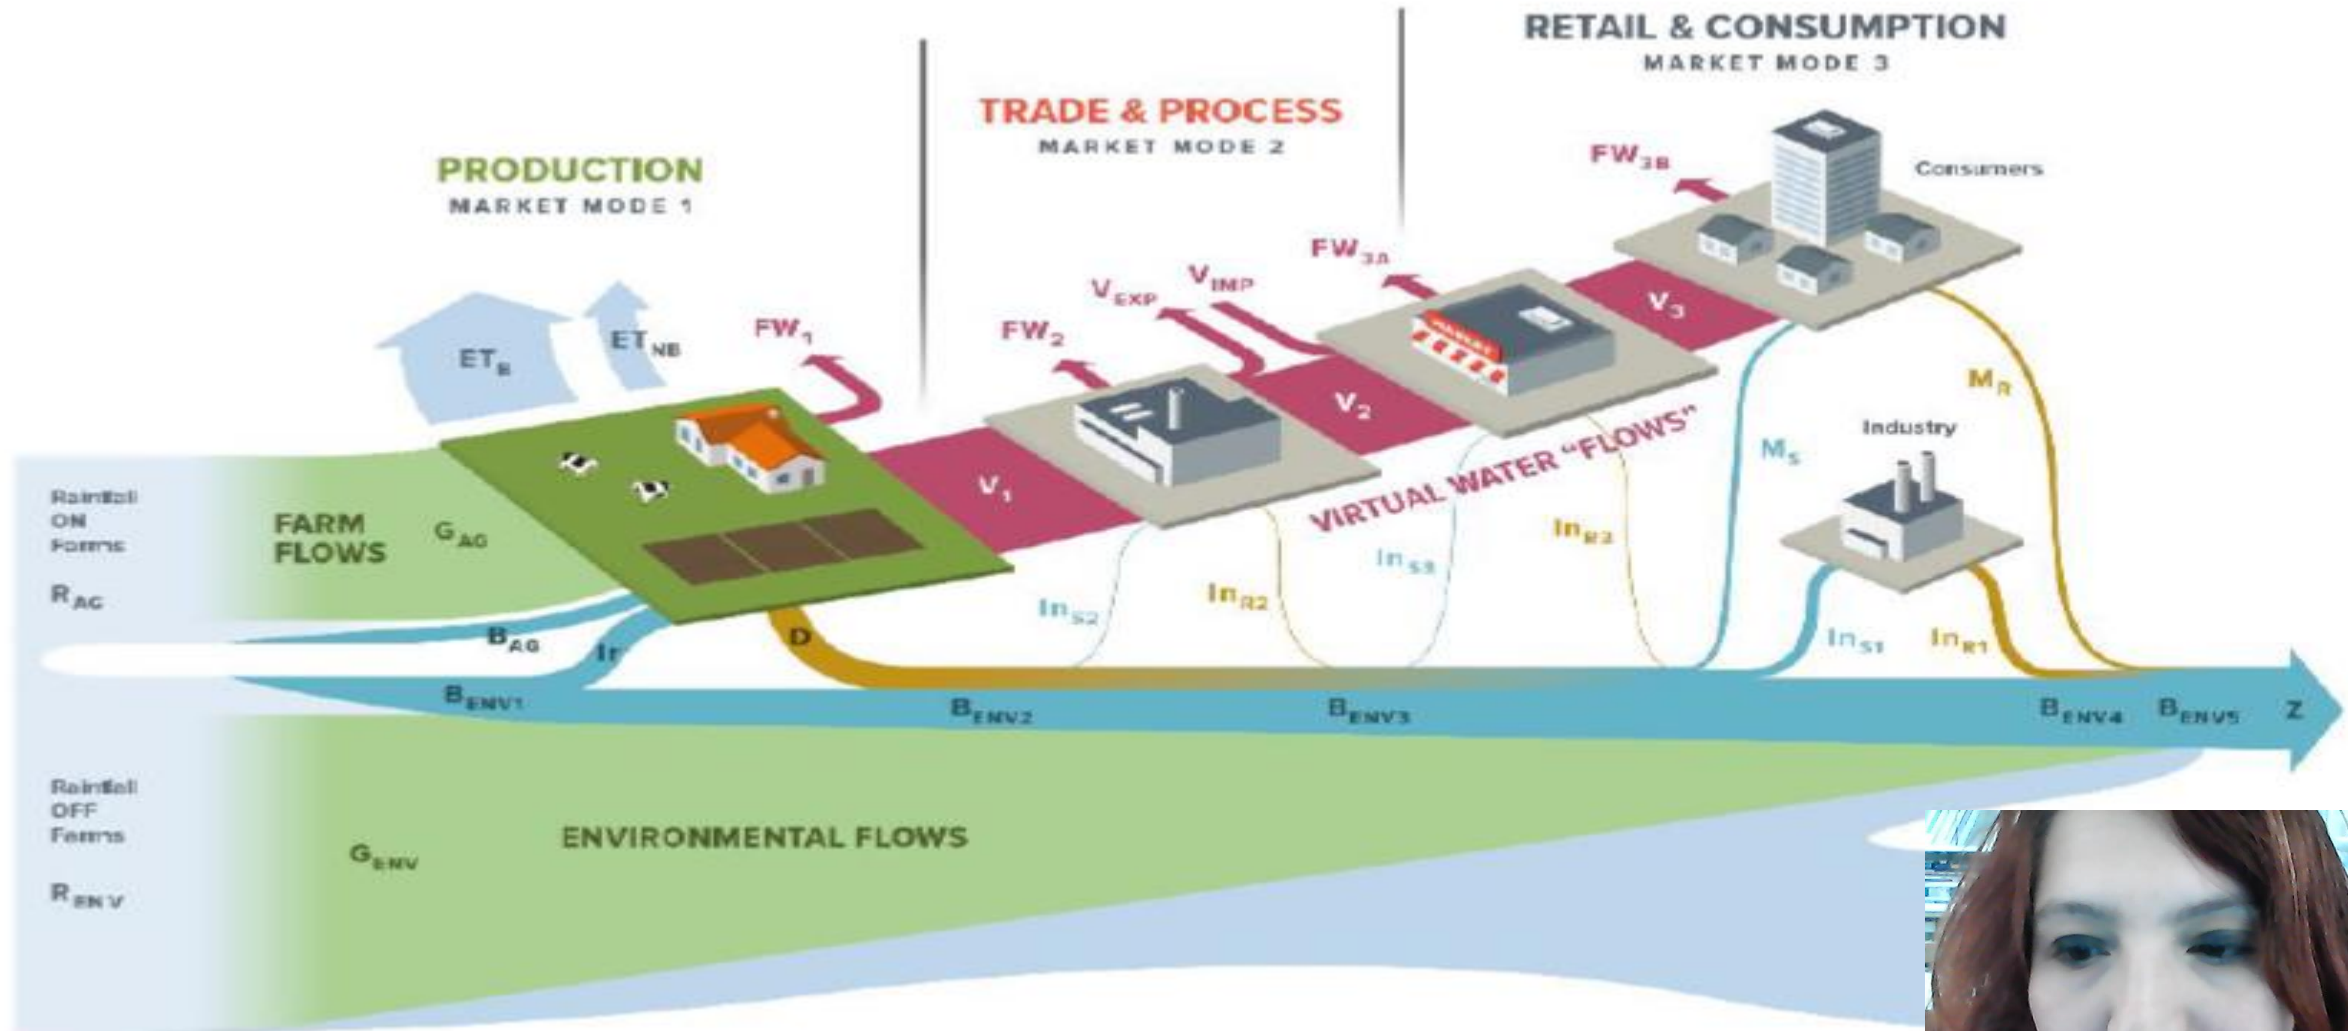 RETAIL & CONSUMPTION
MARKET MODE 3
TRADE & PROCESS
MARKET MODE 2
PRODUCTION
MARKET MODE 1
FW3B
Consumers
FW3A
VIMP
VEXP
FW2
FW1
ETB
ETNB
V3
V2
V1
MARKET
VIRTUAL WATER “FLOWS”
MR
MS
Industry
Rainfall
ON
Farms
RAG
FARM
FLOWS
GAG
BAG
Ir
D
InS2
InR2
InS3
InR3
InS1
InR1
BENV1
BENV2
BENV3
BENV4
BENV5
Z
Rainfall
OFF
Farms
RENV
GENV
ENVIRONMENTAL FLOWS